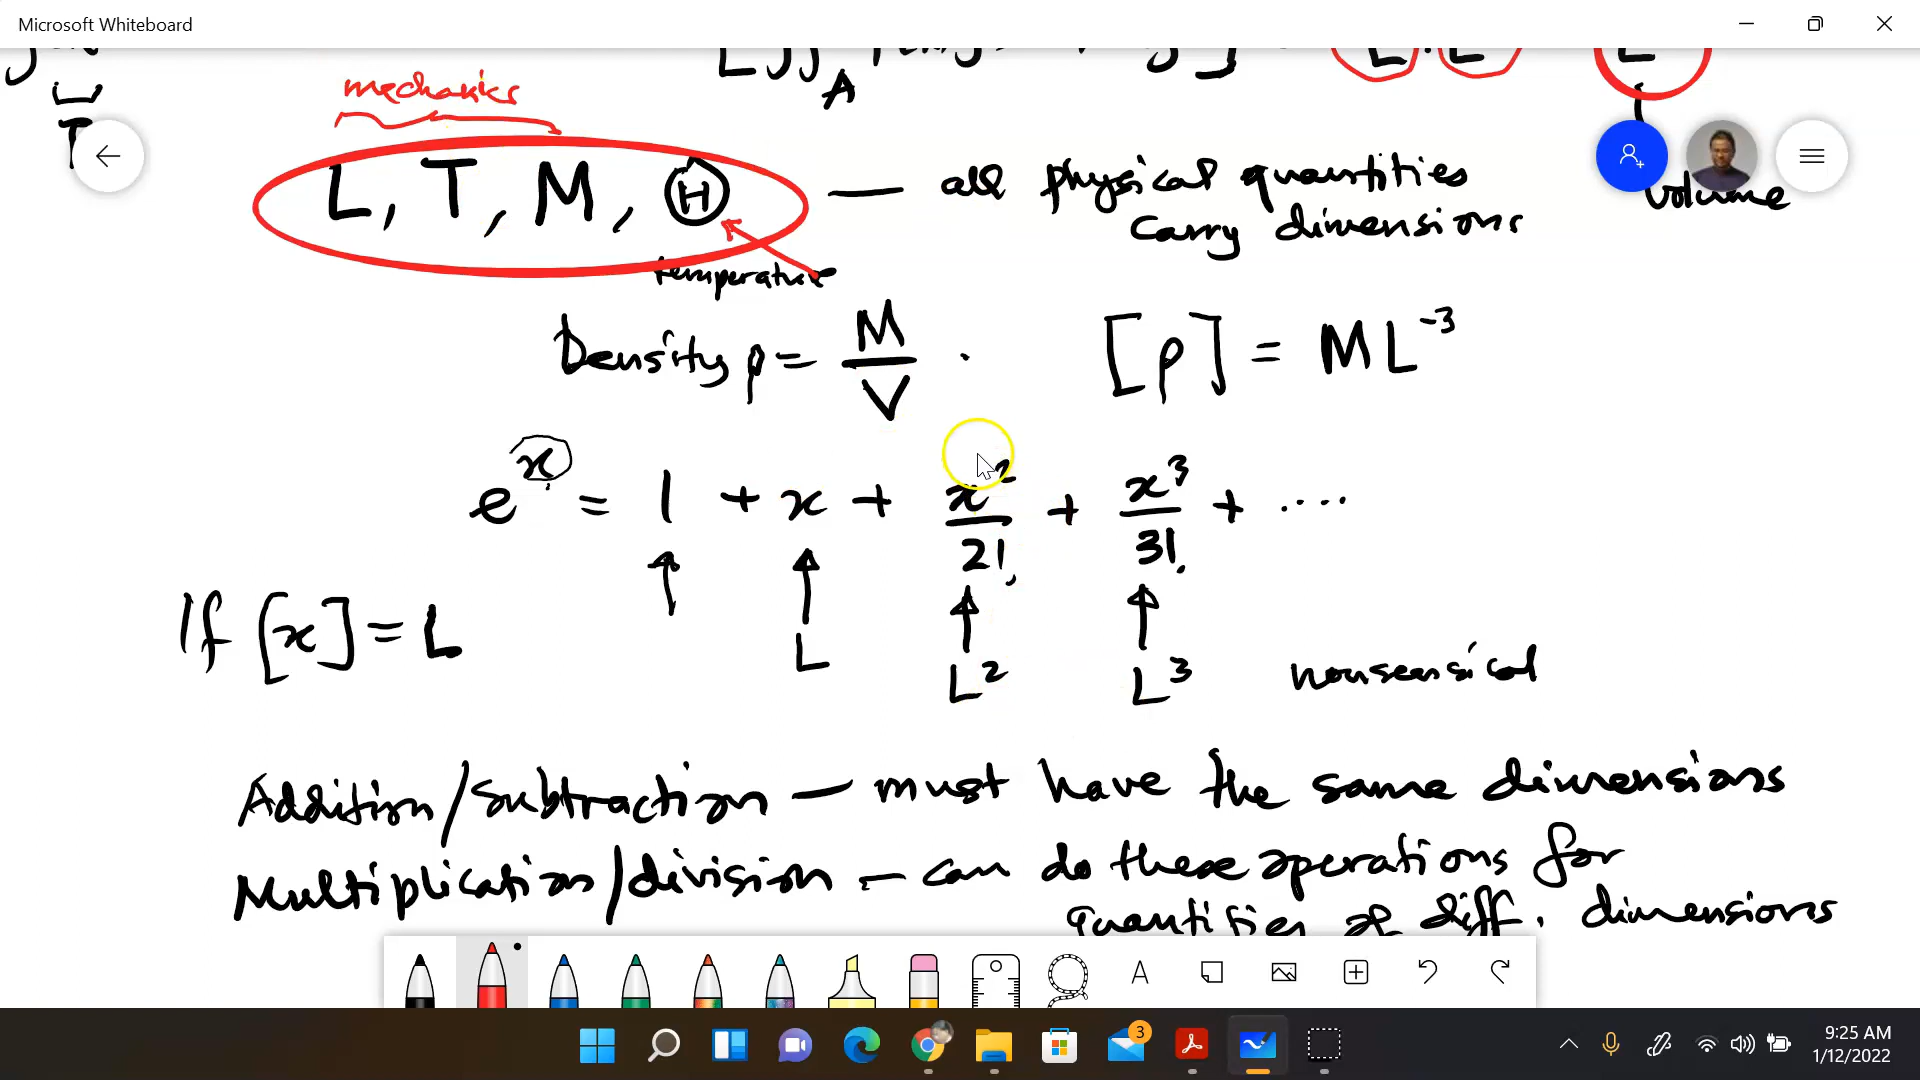 Microsoft Whiteboard
mechanics
A
T
L, T, M, Ⓗ — all physical quantities
carry dimensions
volume
temperature
Density ρ = M/V . [ρ] = ML⁻³
eˣ = 1 + x + x²/2! + x³/3! + ....
If [x] = L
L
L² L³ nonsensical
Addition/subtraction — must have the same dimensions
Multiplication/division — can do these operations for
quantities of diff. dimensions
A
3
9:25 AM
1/12/2022